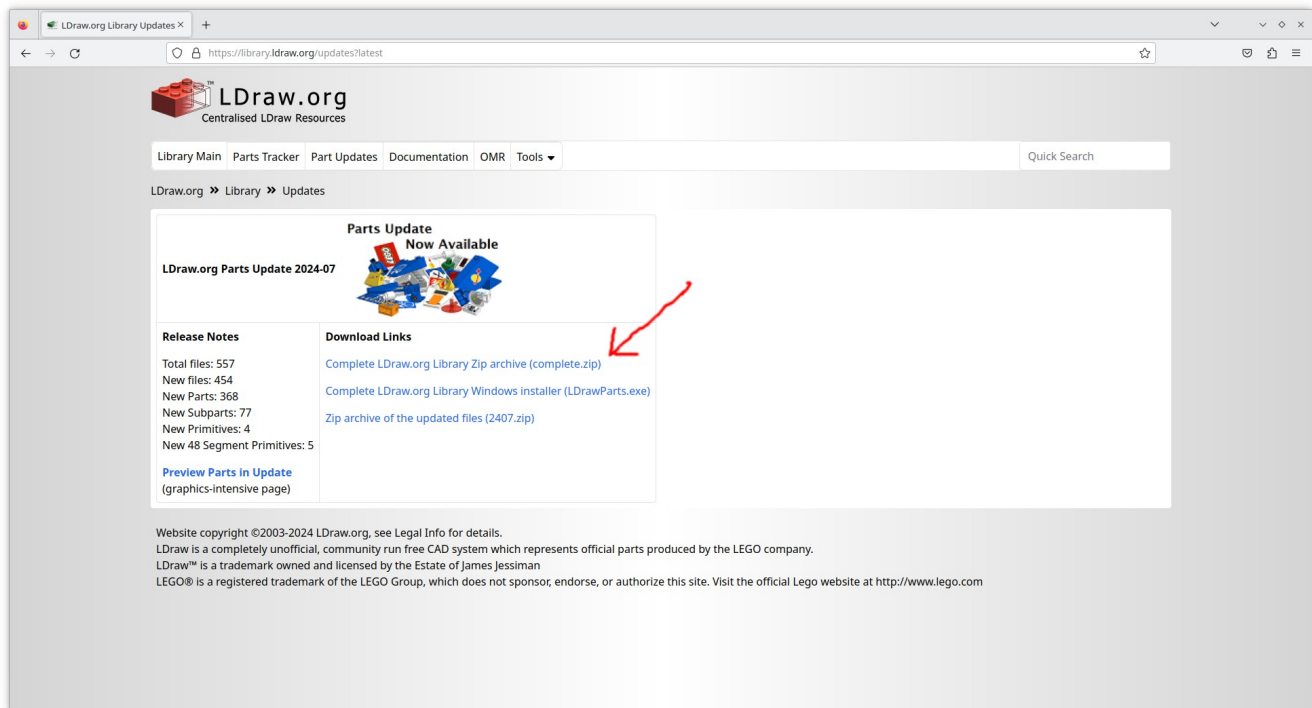 LDraw.org Library Updates ×
+
https://library.ldraw.org/updates?latest
LDraw.org™
Centralised LDraw Resources
Library Main Parts Tracker Part Updates Documentation OMR Tools
Quick Search
LDraw.org » Library » Updates
LDraw.org Parts Update 2024-07
Parts Update
Now Available
Release Notes
Total files: 557
New files: 454
New Parts: 368
New Subparts: 77
New Primitives: 4
New 48 Segment Primitives: 5
Preview Parts in Update
(graphics-intensive page)
Download Links
Complete LDraw.org Library Zip archive (complete.zip)
Complete LDraw.org Library Windows installer (LDrawParts.exe)
Zip archive of the updated files (2407.zip)
Website copyright ©2003-2024 LDraw.org, see Legal Info for details.
LDraw is a completely unofficial, community run free CAD system which represents official parts produced by the LEGO company.
LDraw™ is a trademark owned and licensed by the Estate of James Jessiman
LEGO® is a registered trademark of the LEGO Group, which does not sponsor, endorse, or authorize this site. Visit the official Lego website at http://www.lego.com